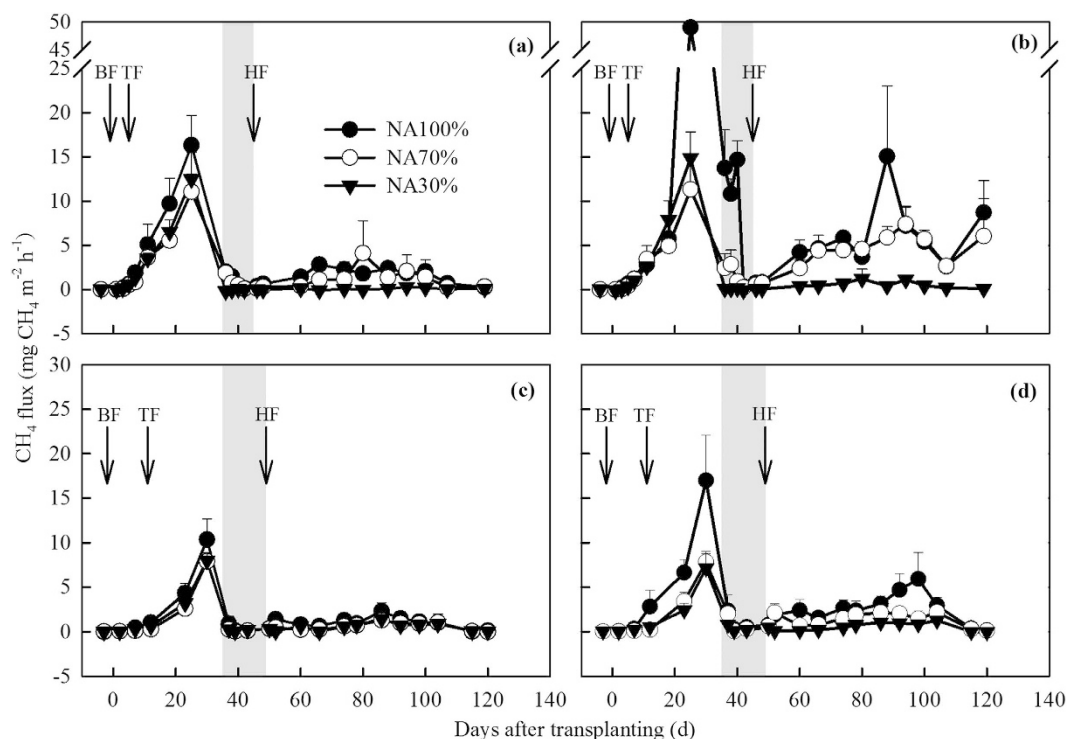 50
45
25
20
15
10
5
0
-5
(a)
BF TF HF
NA100%
NA70%
NA30%
(b)
BF TF HF
30
25
20
15
10
5
0
-5
(c)
BF TF HF
(d)
BF TF HF
0 20 40 60 80 100 120 140
0 20 40 60 80 100 120 140
CH₄ flux (mg CH₄ m⁻² h⁻¹)
Days after transplanting (d)